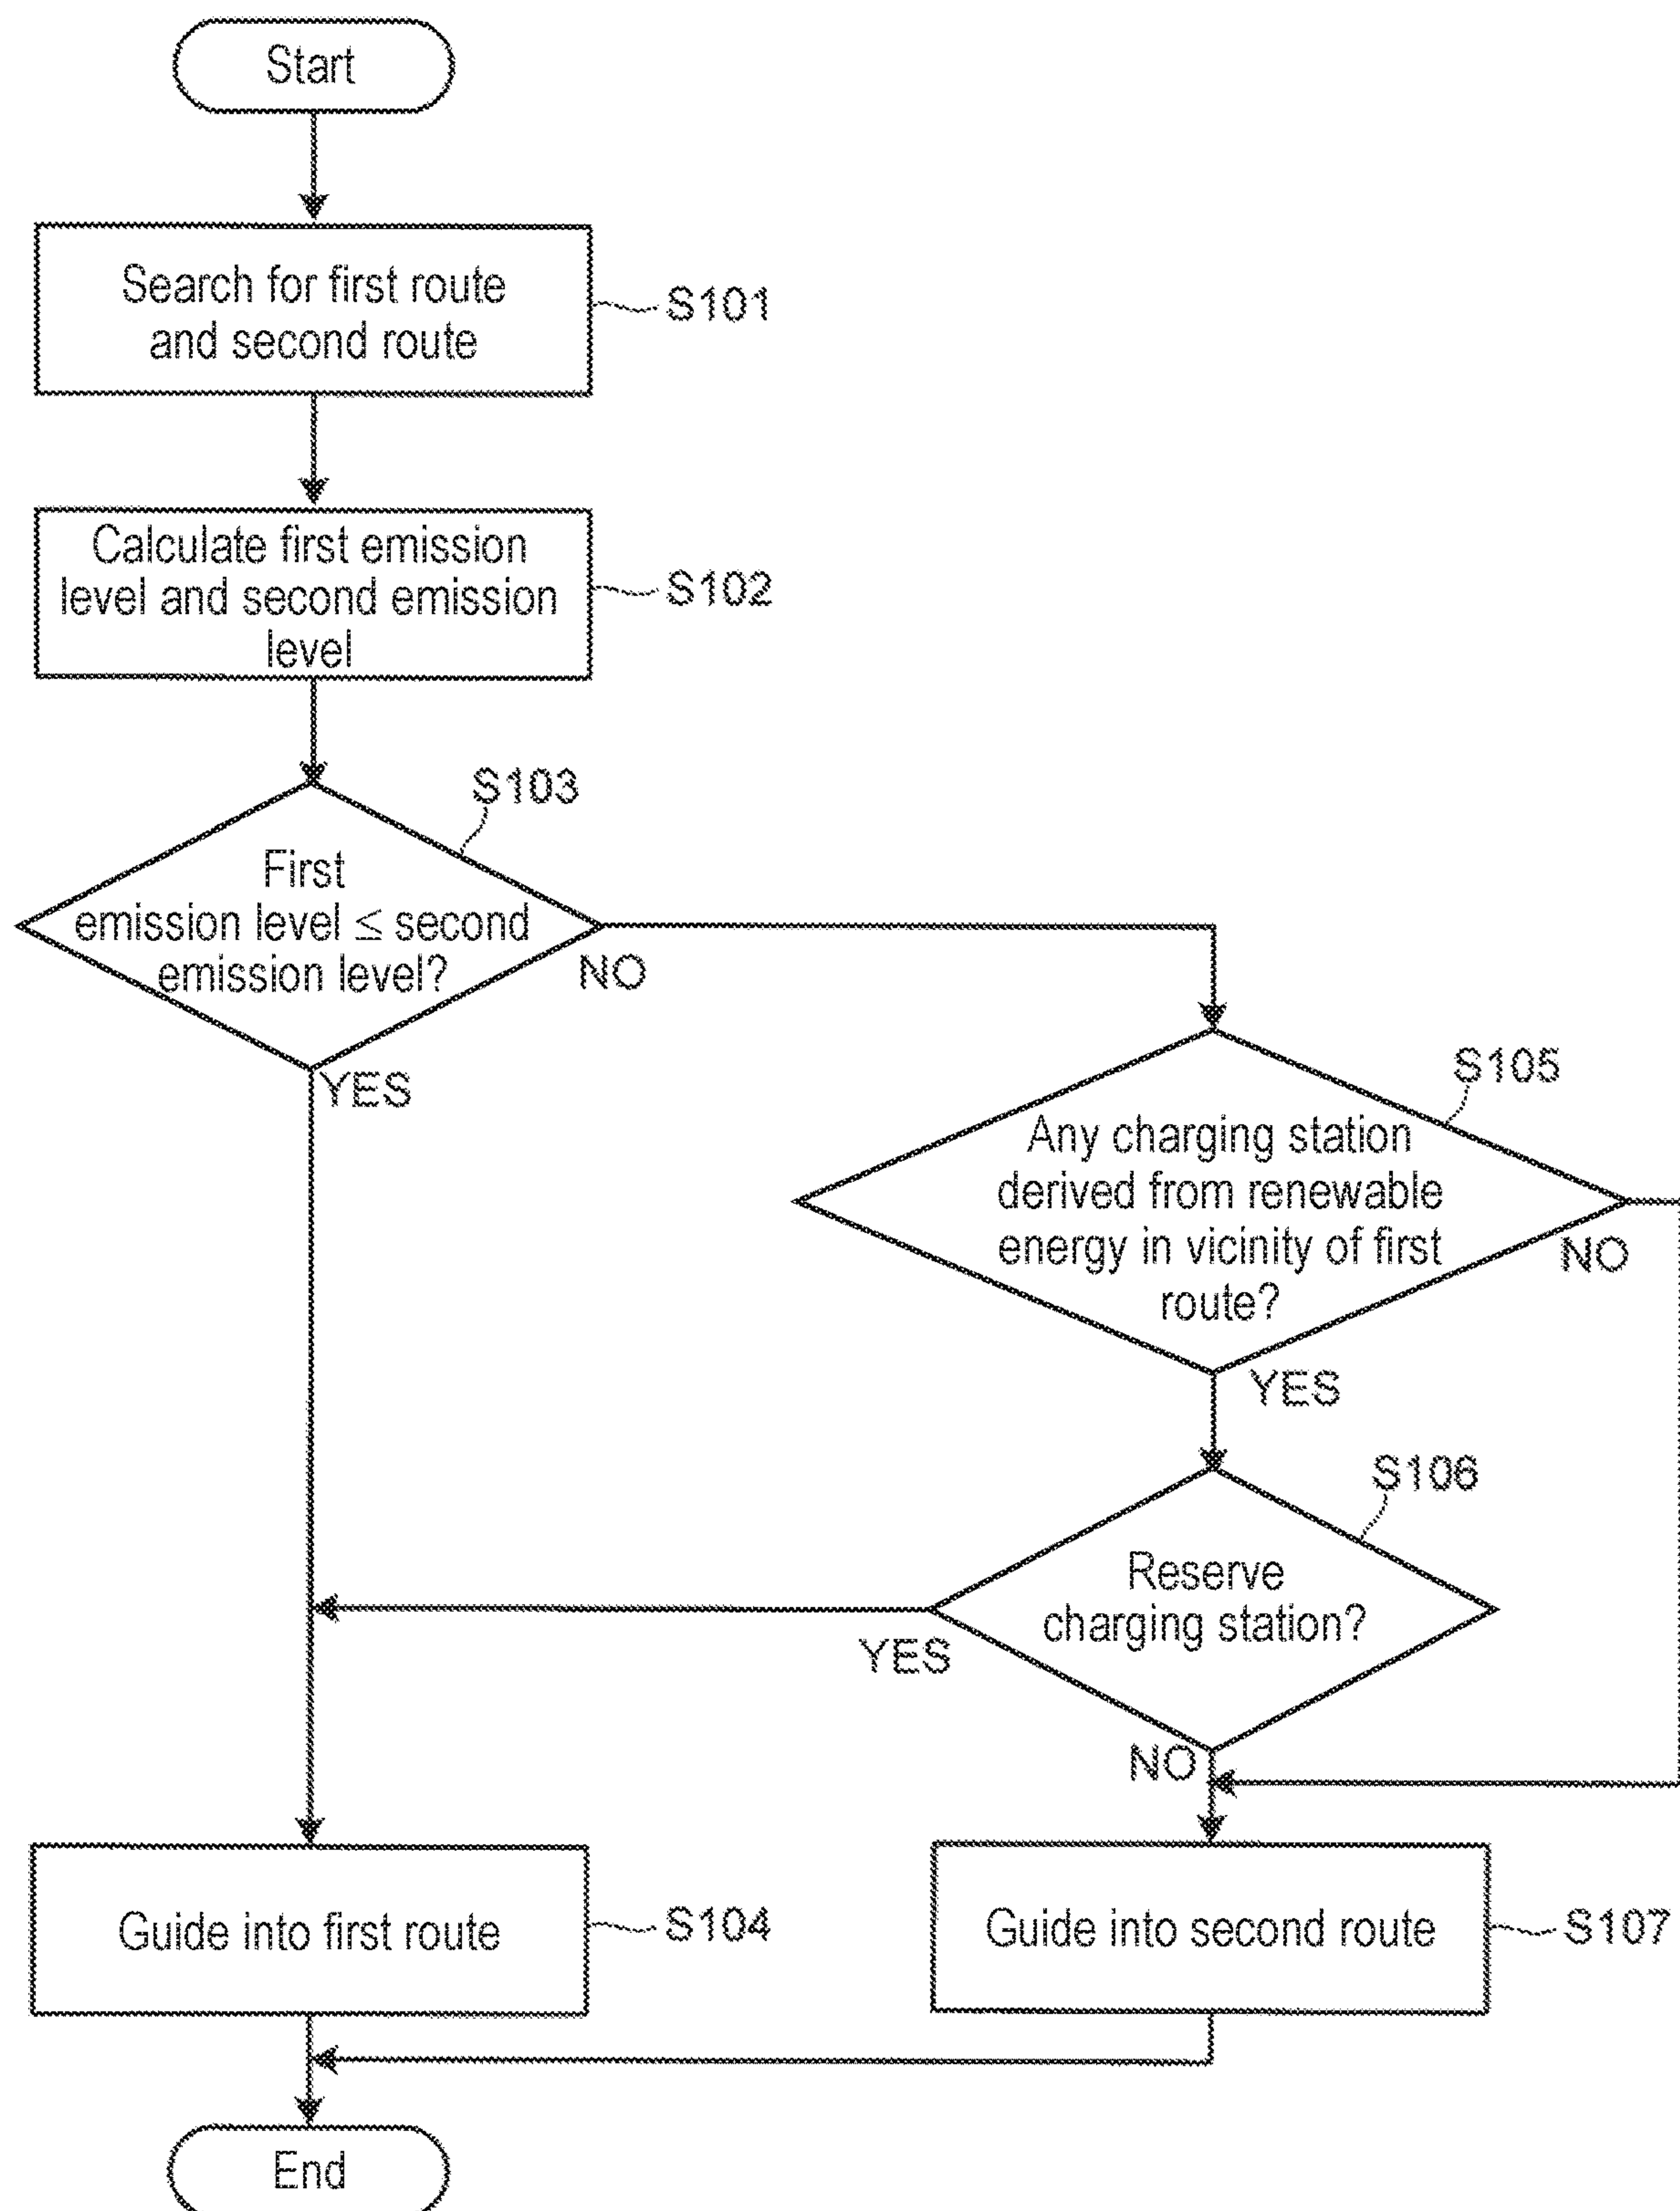 Start
Search for first route
and second route
S101
Calculate first emission
level and second emission
level
S102
S103
First
emission level ≤ second
emission level?
NO
YES
S105
Any charging station
derived from renewable
energy in vicinity of first
route?
NO
YES
S106
Reserve
charging station?
YES
NO
Guide into first route
S104
Guide into second route
S107
End